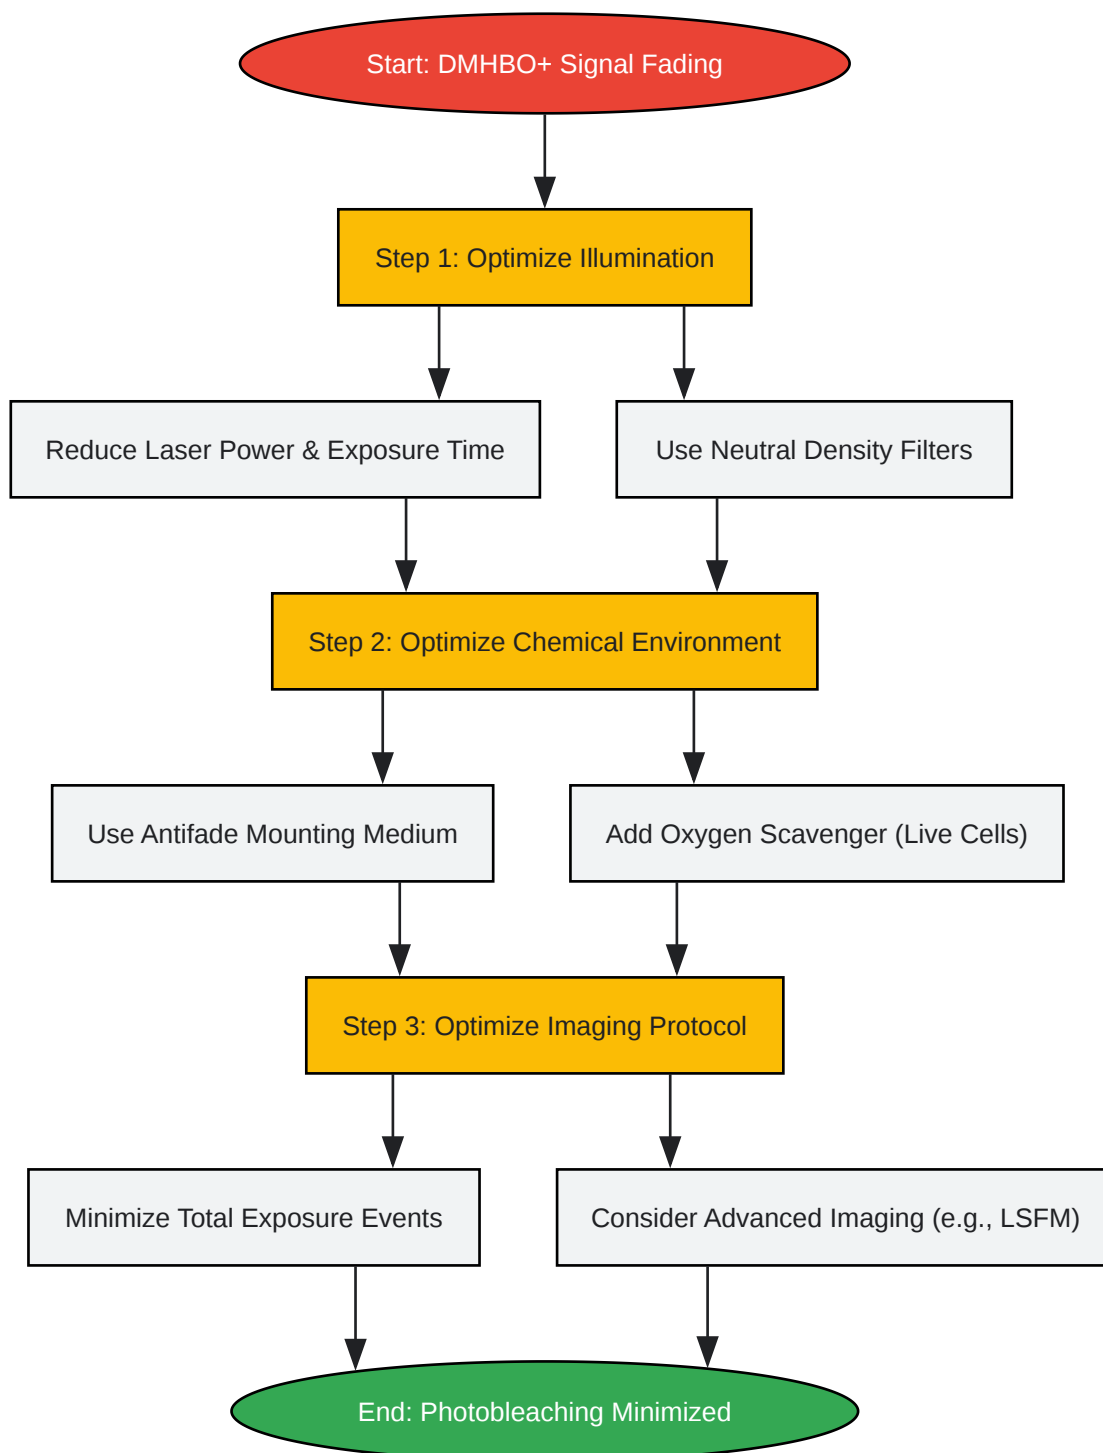 Start: DMHBO+ Signal Fading
Step 1: Optimize Illumination
Reduce Laser Power & Exposure Time
Use Neutral Density Filters
Step 2: Optimize Chemical Environment
Use Antifade Mounting Medium
Add Oxygen Scavenger (Live Cells)
Step 3: Optimize Imaging Protocol
Minimize Total Exposure Events
Consider Advanced Imaging (e.g., LSFM)
End: Photobleaching Minimized